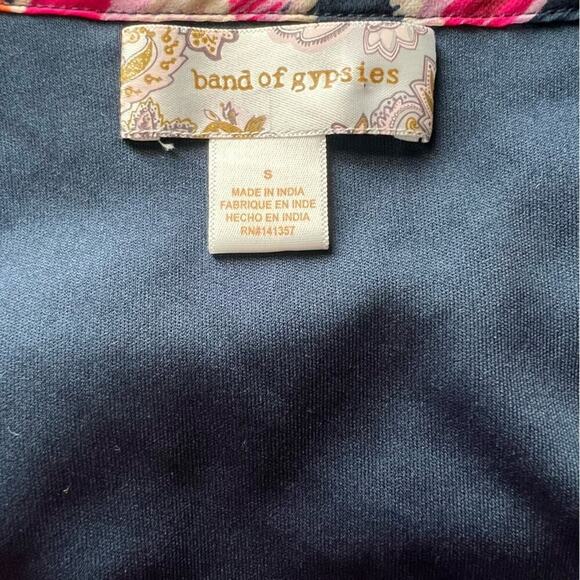 band of gypsies
S
MADE IN INDIA
FABRIQUE EN INDE
HECHO EN INDIA
RN#141357